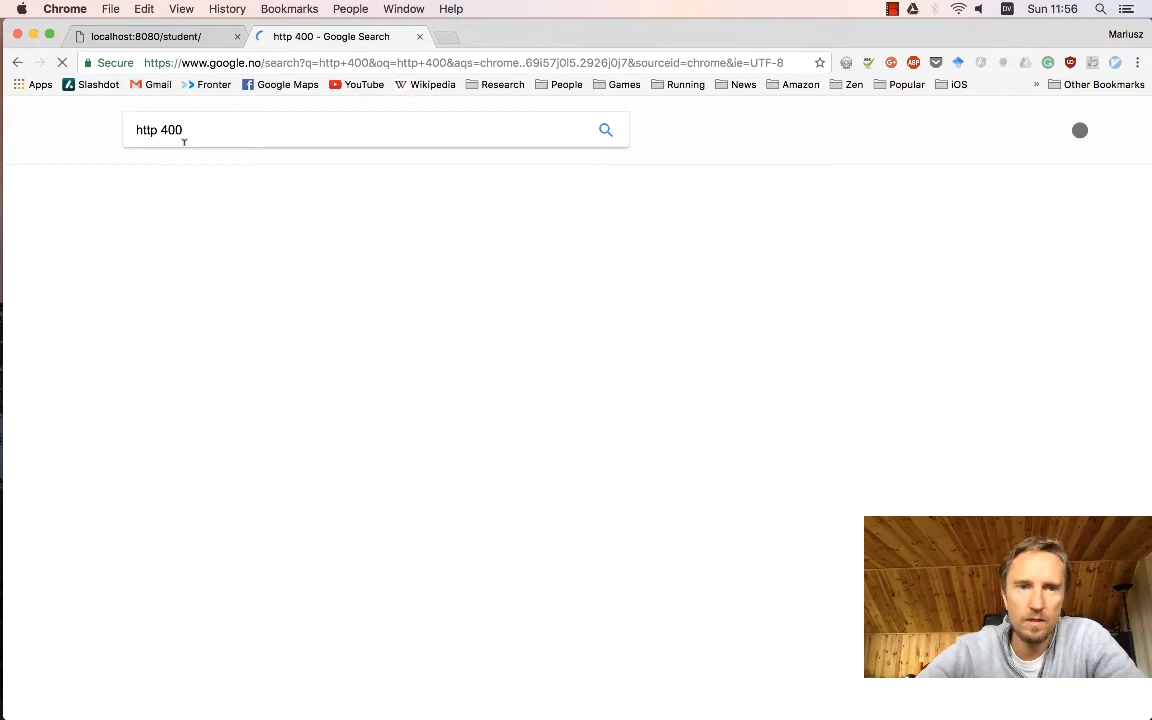 Chrome File Edit View History Bookmarks People Window Help DV Sun 11:56
localhost:8080/student/ http 400 - Google Search Mariusz
Secure https://www.google.no/search?q=http+400&oq=http+400&aqs=chrome..69i57j0l5.2926j0j7&sourceid=chrome&ie=UTF-8 ABP
Apps Slashdot Gmail Fronter Google Maps YouTube Wikipedia Research People Games Running News Amazon Zen Popular iOS » Other Bookmarks
http 400